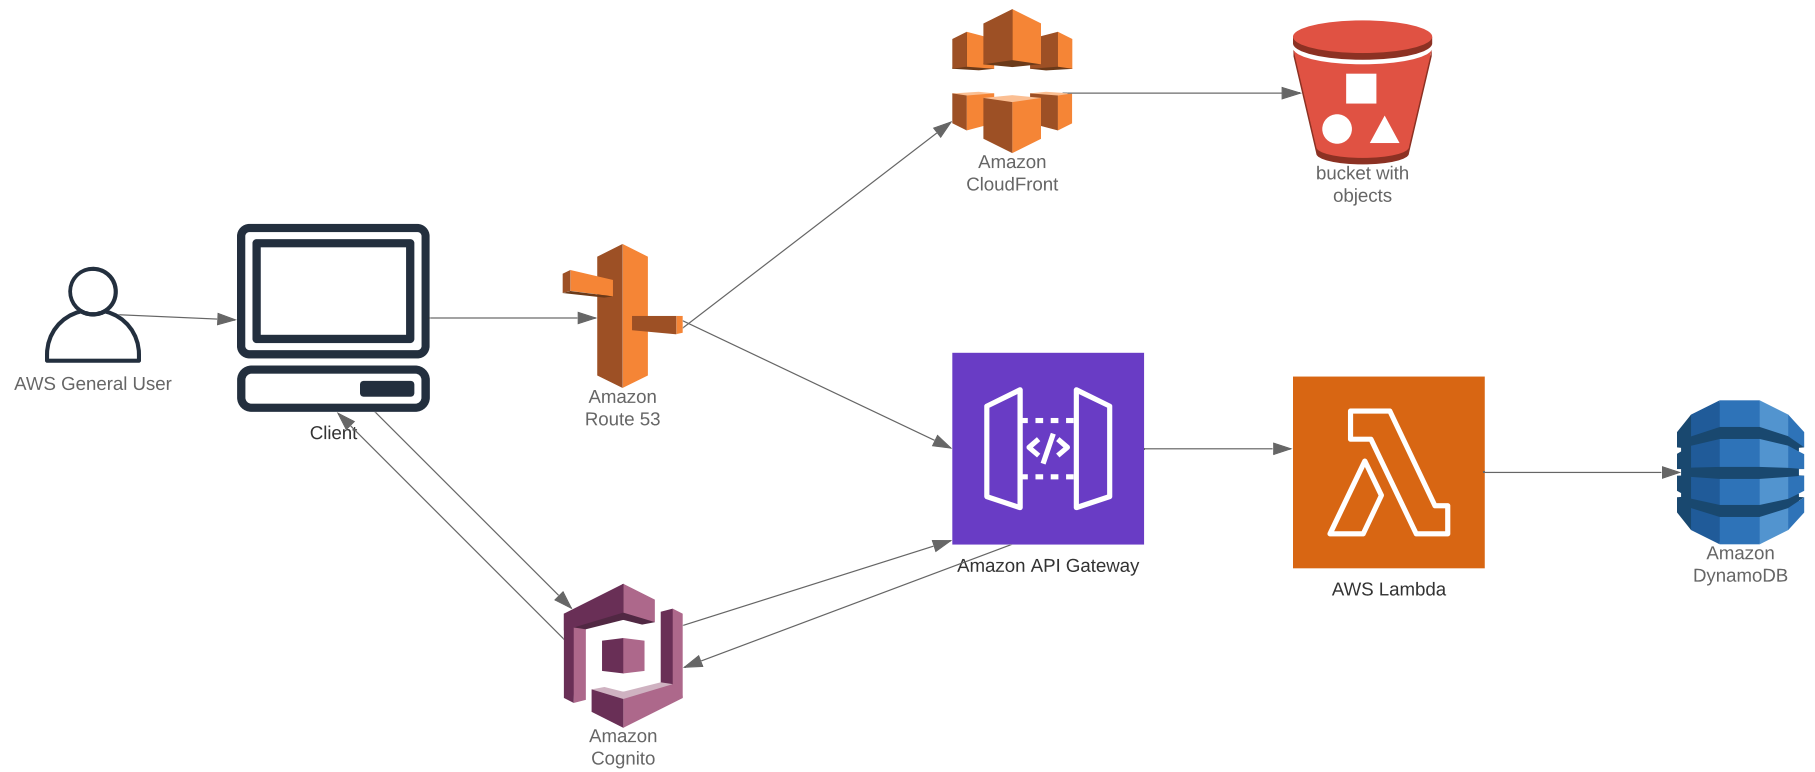 Amazon
CloudFront
bucket with
objects
AWS General User
Client
Amazon
Route 53
</>
Amazon API Gateway
AWS Lambda
Amazon
DynamoDB
Amazon
Cognito